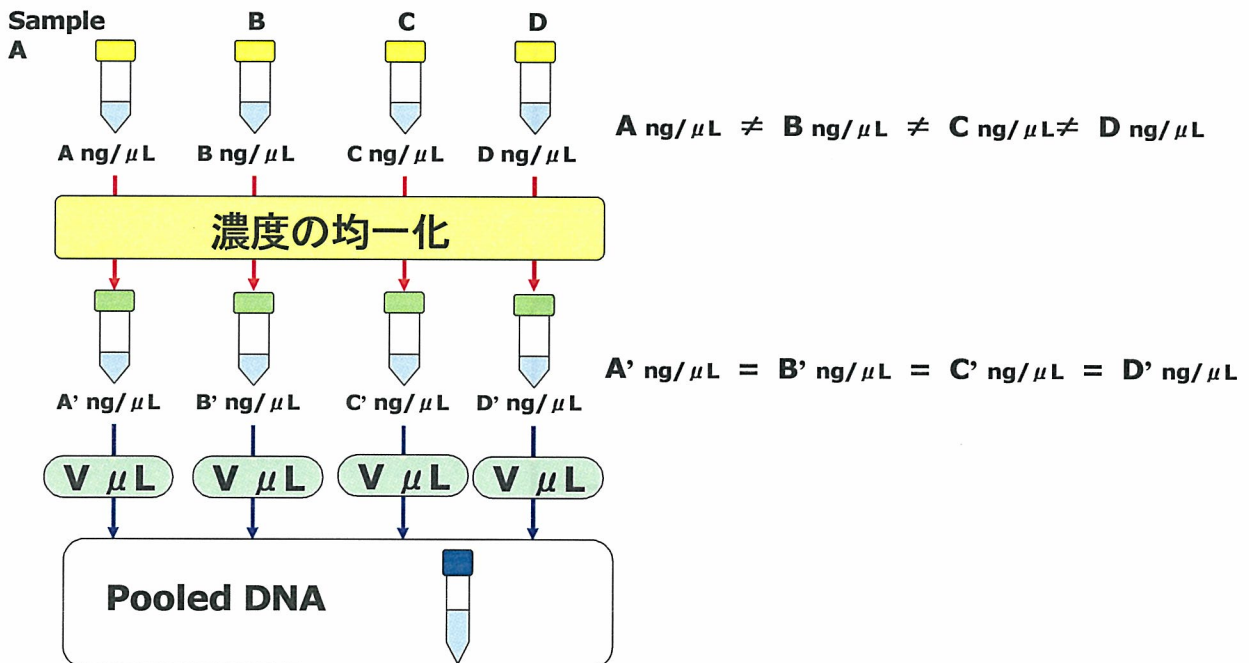 Sample B C D
A
A ng/μL B ng/μL C ng/μL D ng/μL
A ng/μL ≠ B ng/μL ≠ C ng/μL≠ D ng/μL
濃度の均一化
A' ng/μL B' ng/μL C' ng/μL D' ng/μL
A' ng/μL = B' ng/μL = C' ng/μL = D' ng/μL
V μL V μL V μL V μL
Pooled DNA